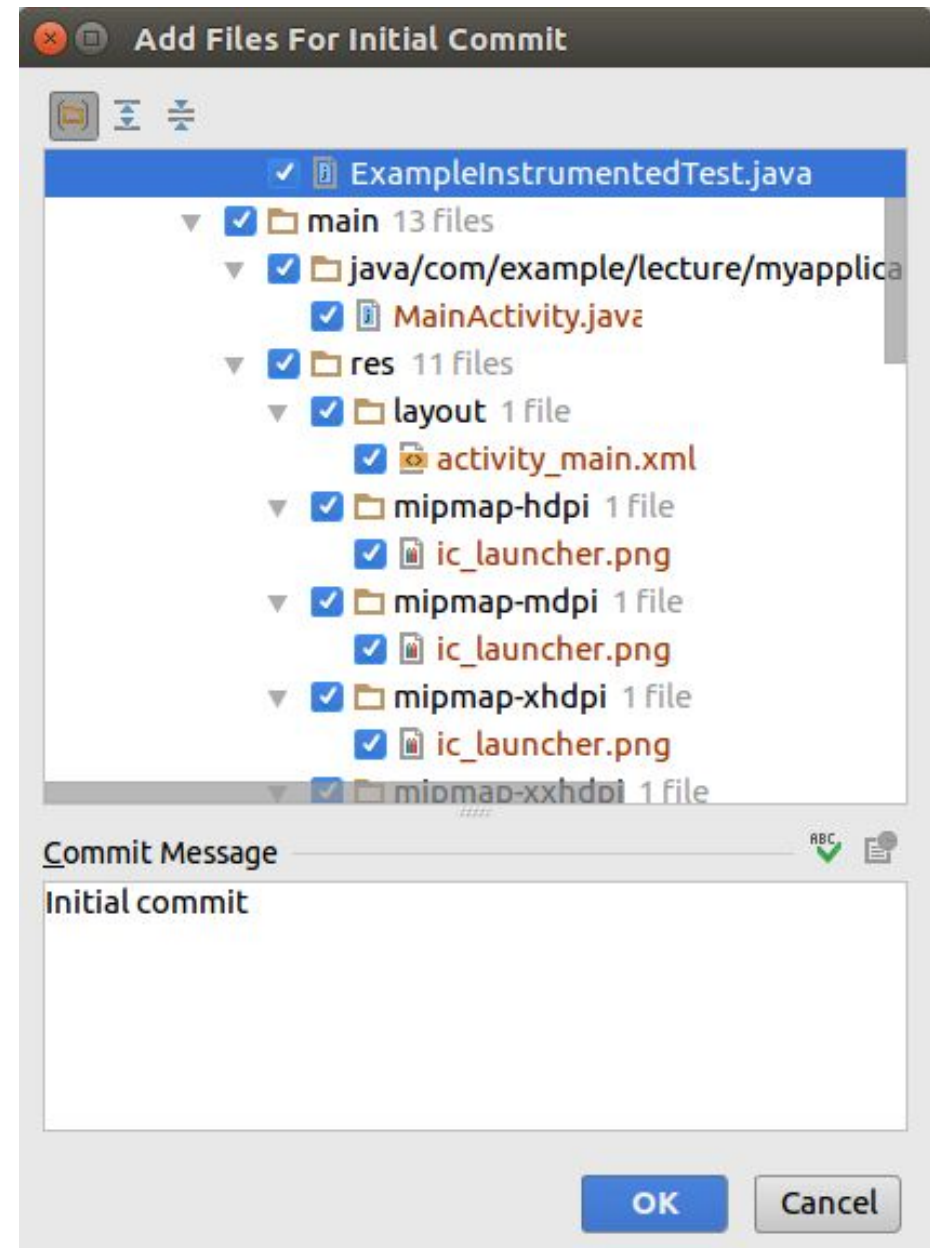 Add Files For Initial Commit
ExampleInstrumentedTest.java
main 13 files
java/com/example/lecture/myapplica
MainActivity.java
res 11 files
layout 1 file
activity_main.xml
mipmap-hdpi 1 file
ic_launcher.png
mipmap-mdpi 1 file
ic_launcher.png
mipmap-xhdpi 1 file
ic_launcher.png
mipmap-xxhdpi 1 file
Commit Message
ABC
Initial commit
OK Cancel